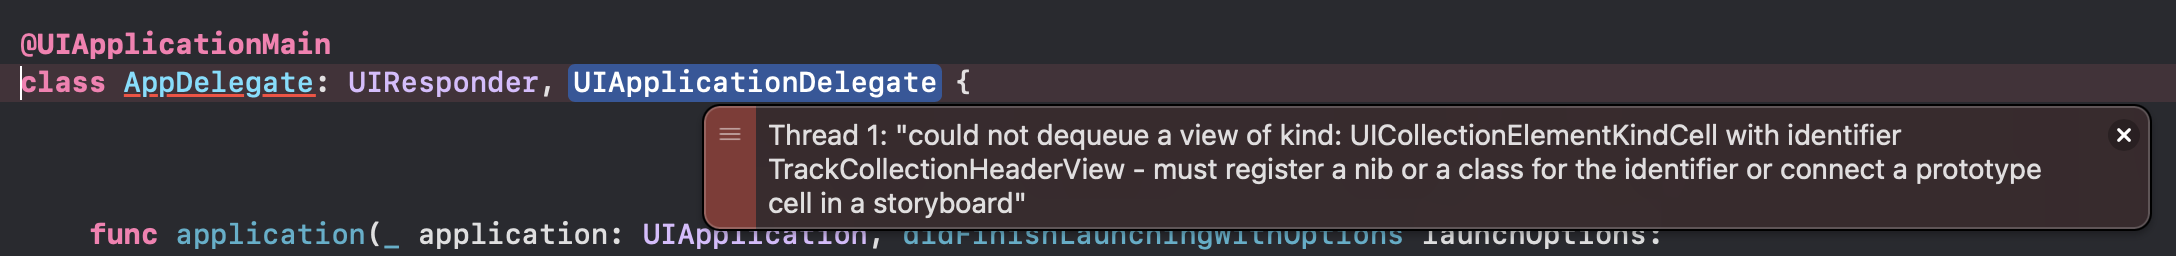 @UIApplicationMain
class AppDelegate: UIResponder, UIApplicationDelegate {
Thread 1: "could not dequeue a view of kind: UICollectionElementKindCell with identifier
TrackCollectionHeaderView - must register a nib or a class for the identifier or connect a prototype
cell in a storyboard"
func application(_ application: UIApplication, didFinishLaunchingWithOptions launchOptions: